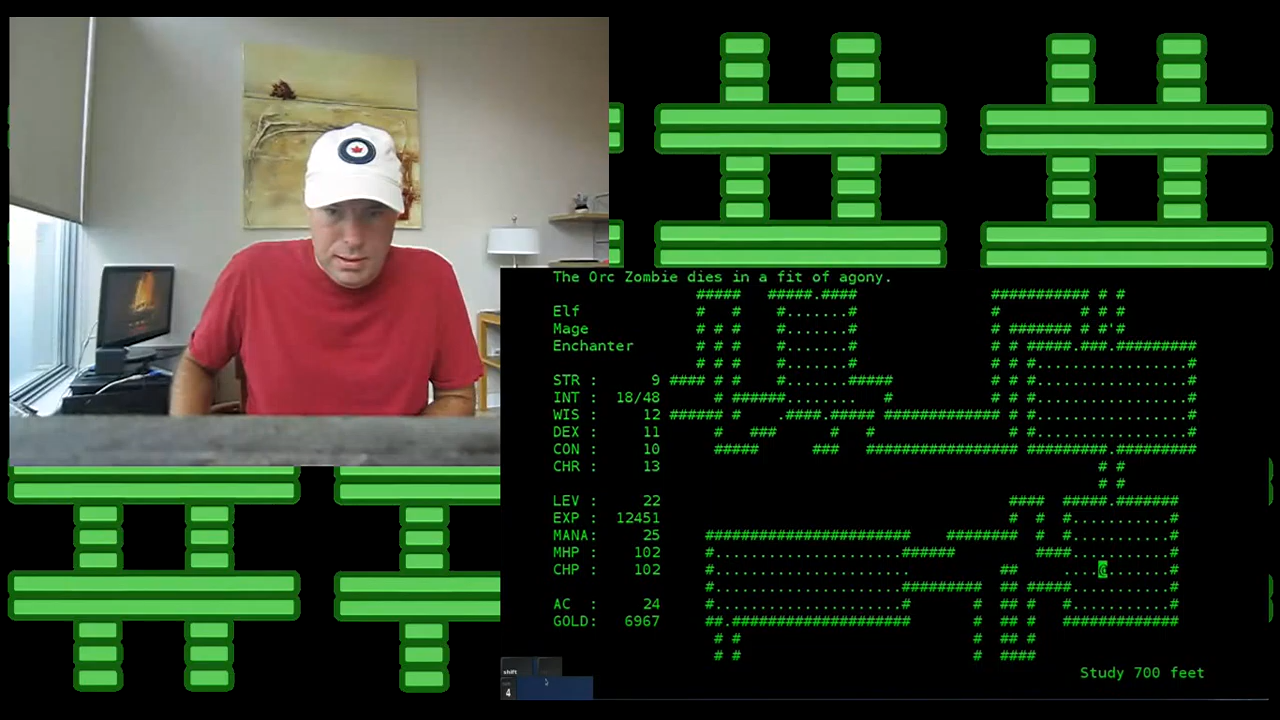 The Orc Zombie dies in a fit of agony.
Elf
Mage
Enchanter
STR : 9
INT : 18/48
WIS : 12
DEX : 11
CON : 10
CHR : 13
LEV : 22
EXP : 12451
MANA: 25
MHP : 102
CHP : 102
AC : 24
GOLD: 6967
@
shift
4
Study 700 feet